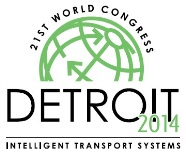 21ST WORLD CONGRESS
DETROIT
2014
INTELLIGENT TRANSPORT SYSTEMS